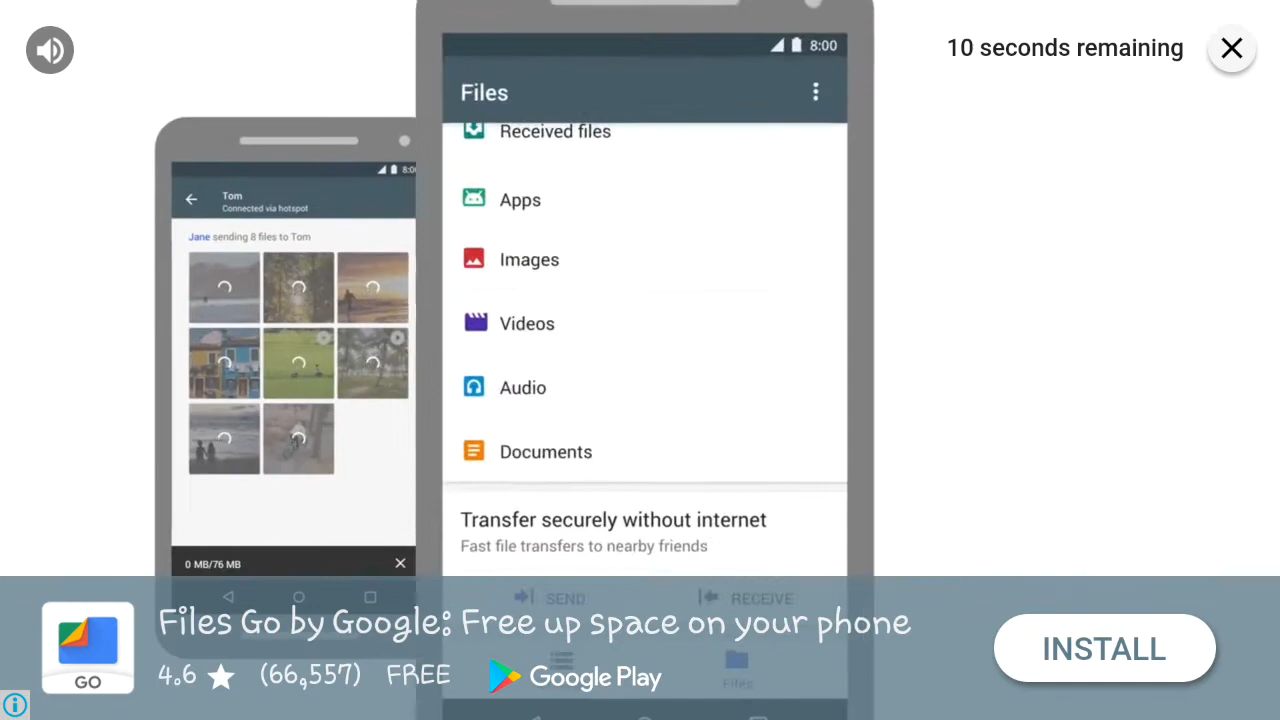 10 seconds remaining
8:00
Files
Received files
Apps
Images
Videos
Audio
Documents
Transfer securely without internet
Fast file transfers to nearby friends
SEND
RECEIVE
Files
8:00
Tom
Connected via hotspot
Jane sending 8 files to Tom
0 MB/76 MB
GO
Files Go by Google: Free up space on your phone
4.6 ★ (66,557) FREE Google Play
INSTALL